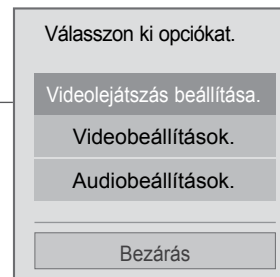 Válasszon ki opciókat.
Videolejátszás beállítása.
Videobeállítások.
Audiobeállítások.
Bezárás